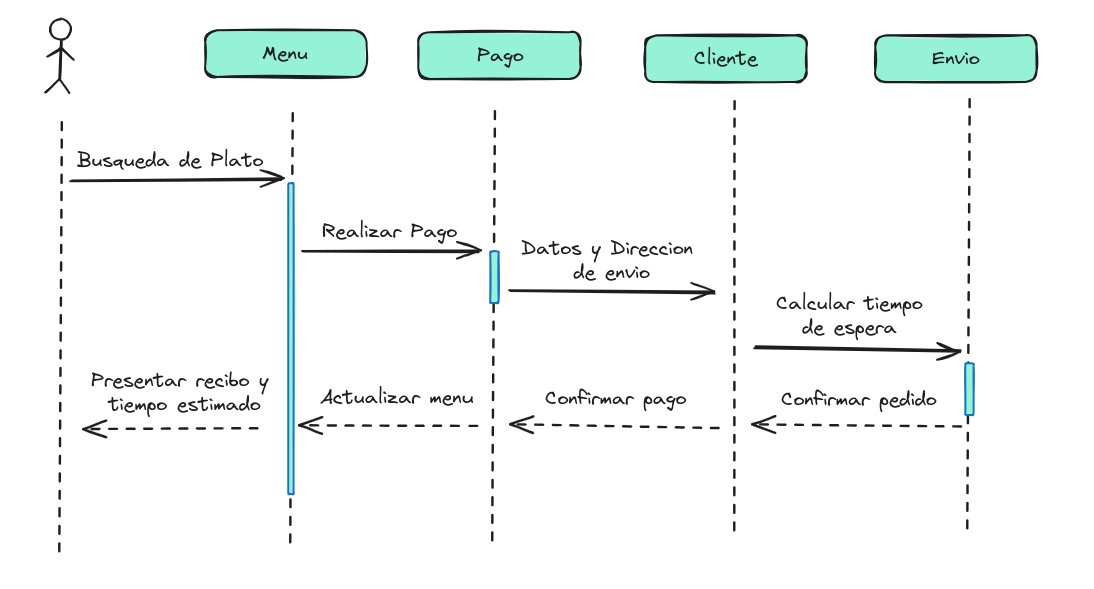 Menu
Pago
Cliente
Envio
Busqueda de Plato
Realizar Pago
Datos y Direccion
de envio
Calcular tiempo
de espera
Presentar recibo y
tiempo estimado
Actualizar menu
Confirmar pago
Confirmar pedido